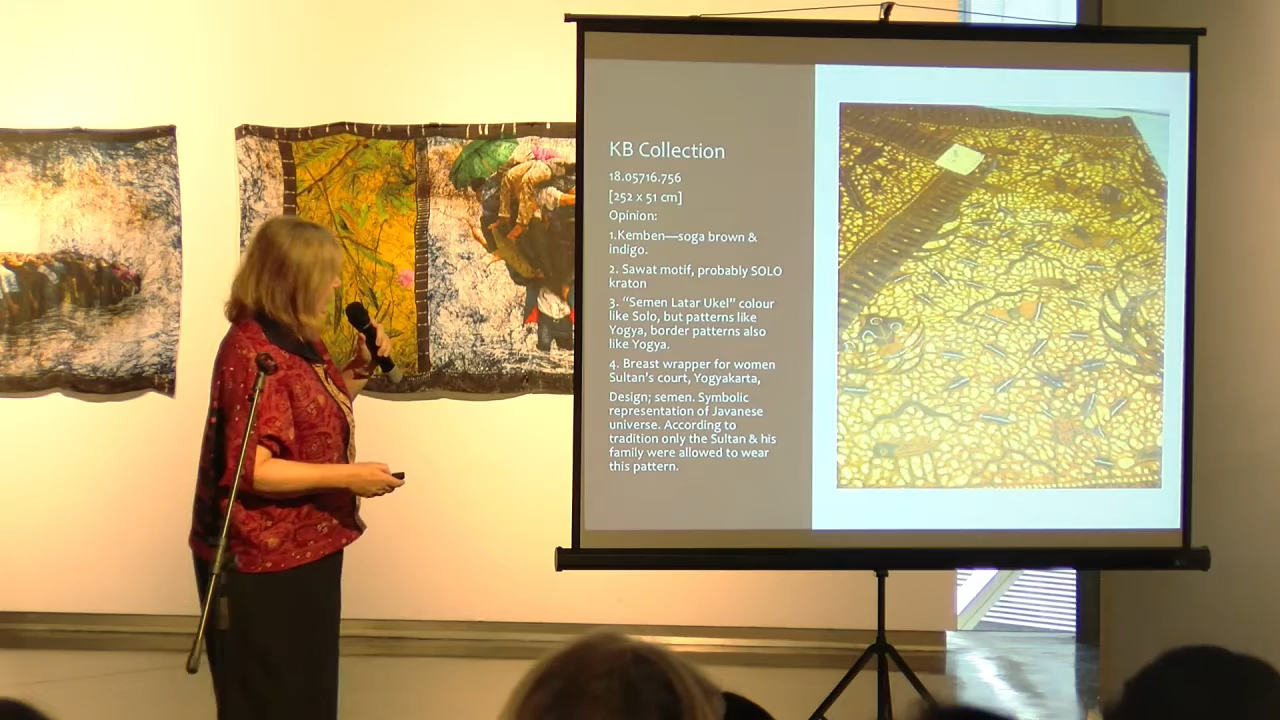 KB Collection
18.05716.756
[252 x 51 cm]
Opinion:
1.Kemben—soga brown &
indigo.
2. Sawat motif, probably SOLO
kraton
3. “Semen Latar Ukel” colour
like Solo, but patterns like
Yogya, border patterns also
like Yogya.
4. Breast wrapper for women
Sultan’s court, Yogyakarta,
Design; semen. Symbolic
representation of Javanese
universe. According to
tradition only the Sultan & his
family were allowed to wear
this pattern.